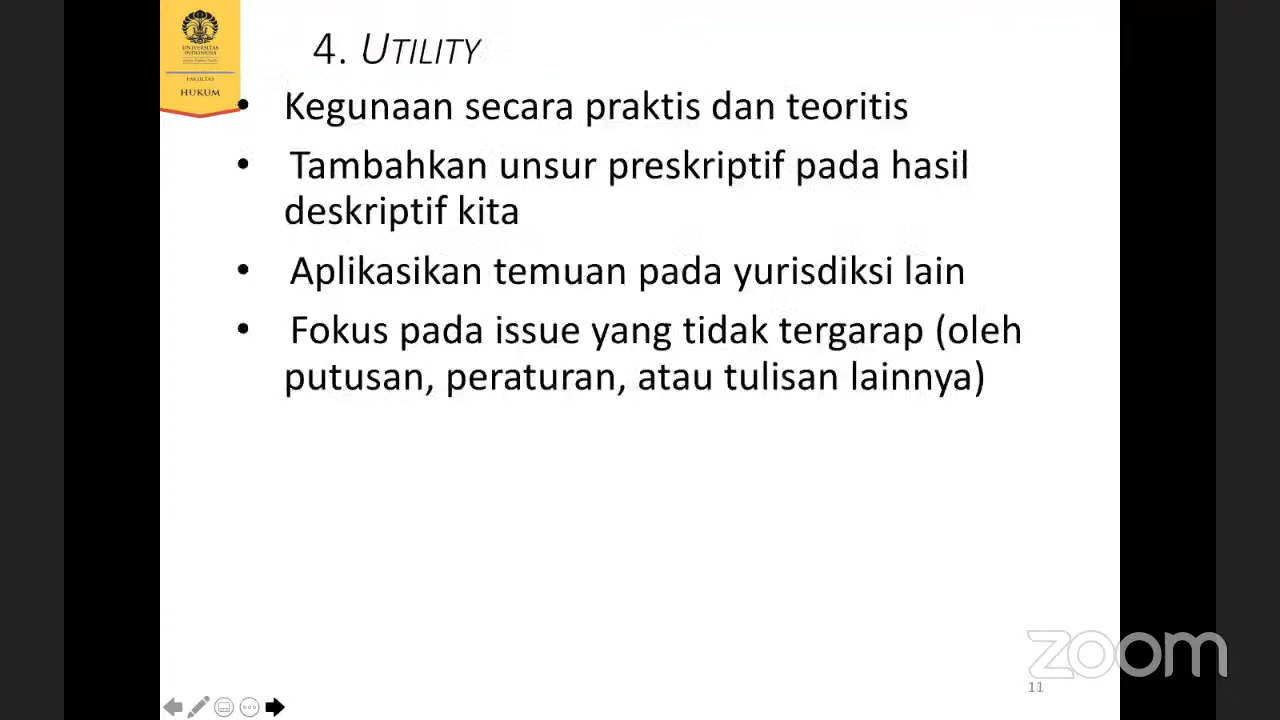 UNIVERSITAS
INDONESIA
FAKULTAS
HUKUM
4. UTILITY
• Kegunaan secara praktis dan teoritis
• Tambahkan unsur preskriptif pada hasil
deskriptif kita
• Aplikasikan temuan pada yurisdiksi lain
• Fokus pada issue yang tidak tergarap (oleh
putusan, peraturan, atau tulisan lainnya)
zoom
11